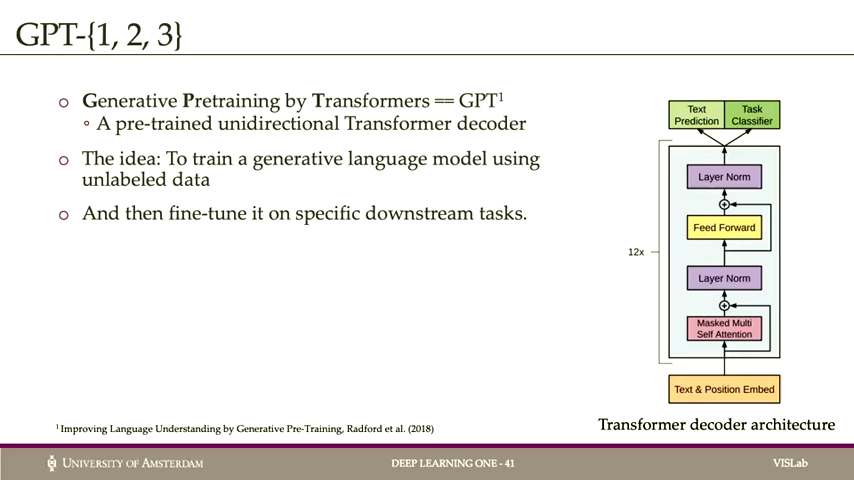 GPT-{1, 2, 3}
Generative Pretraining by Transformers == GPT1
A pre-trained unidirectional Transformer decoder
The idea: To train a generative language model using
unlabeled data
And then fine-tune it on specific downstream tasks.
Text
Prediction
Task
Classifier
Layer Norm
Feed Forward
12x
Layer Norm
Masked Multi
Self Attention
Text & Position Embed
Transformer decoder architecture
1 Improving Language Understanding by Generative Pre-Training, Radford et al. (2018)
UNIVERSITY OF AMSTERDAM
DEEP LEARNING ONE - 41
VISLab